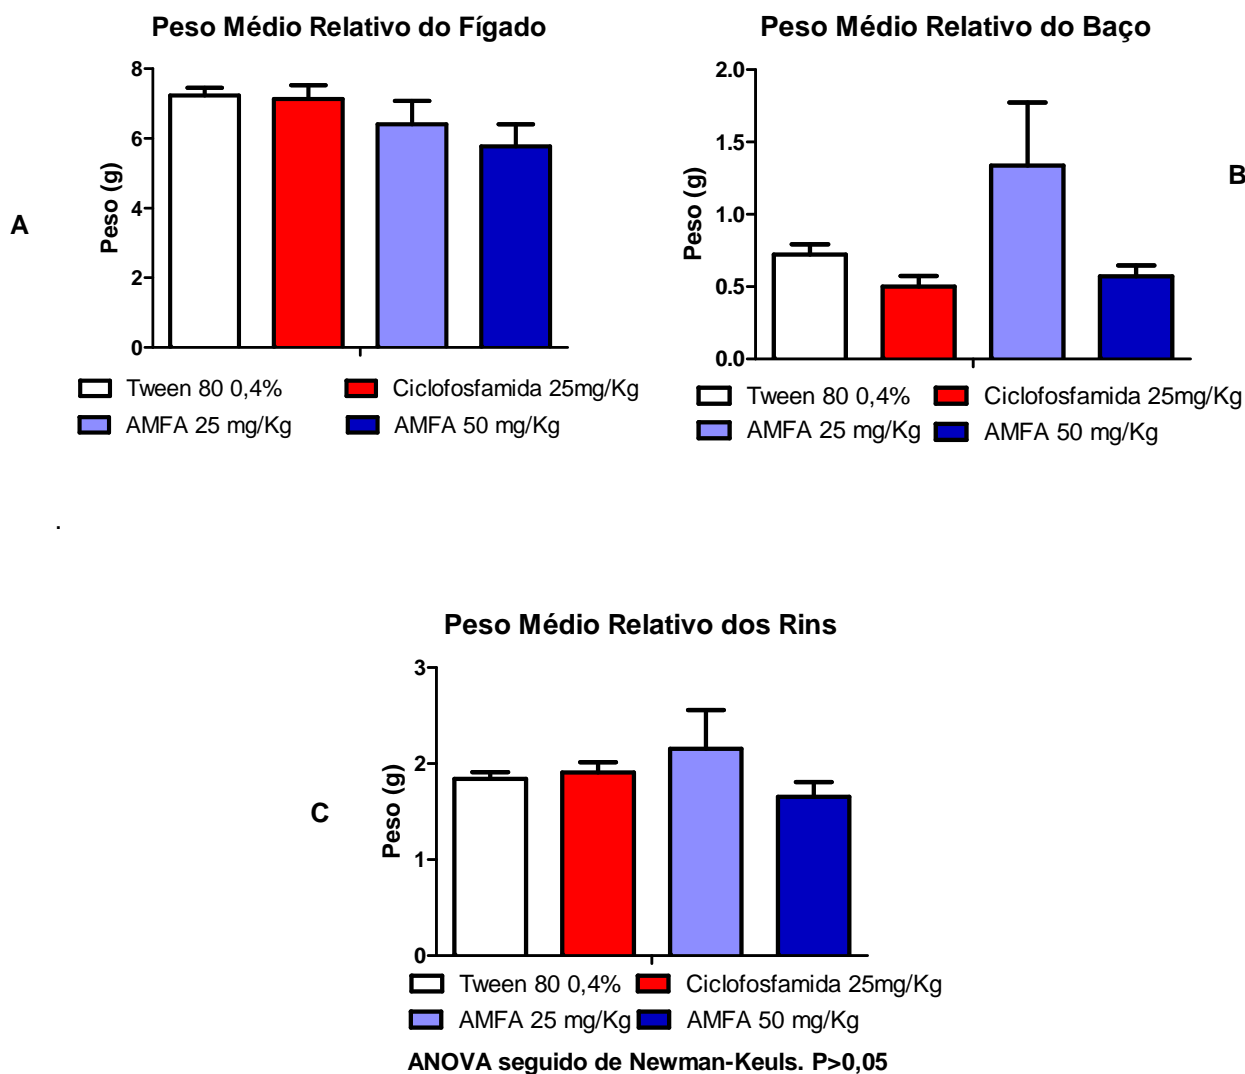 Peso Médio Relativo do Fígado
A
Peso (g)
8
6
4
2
0
Tween 80 0,4%
Ciclofosfamida 25mg/Kg
AMFA 25 mg/Kg
AMFA 50 mg/Kg
Peso Médio Relativo do Baço
B
Peso (g)
2.0
1.5
1.0
0.5
0.0
Tween 80 0,4%
Ciclofosfamida 25mg/Kg
AMFA 25 mg/Kg
AMFA 50 mg/Kg
.
Peso Médio Relativo dos Rins
C
Peso (g)
3
2
1
0
Tween 80 0,4%
Ciclofosfamida 25mg/Kg
AMFA 25 mg/Kg
AMFA 50 mg/Kg
ANOVA seguido de Newman-Keuls. P>0,05